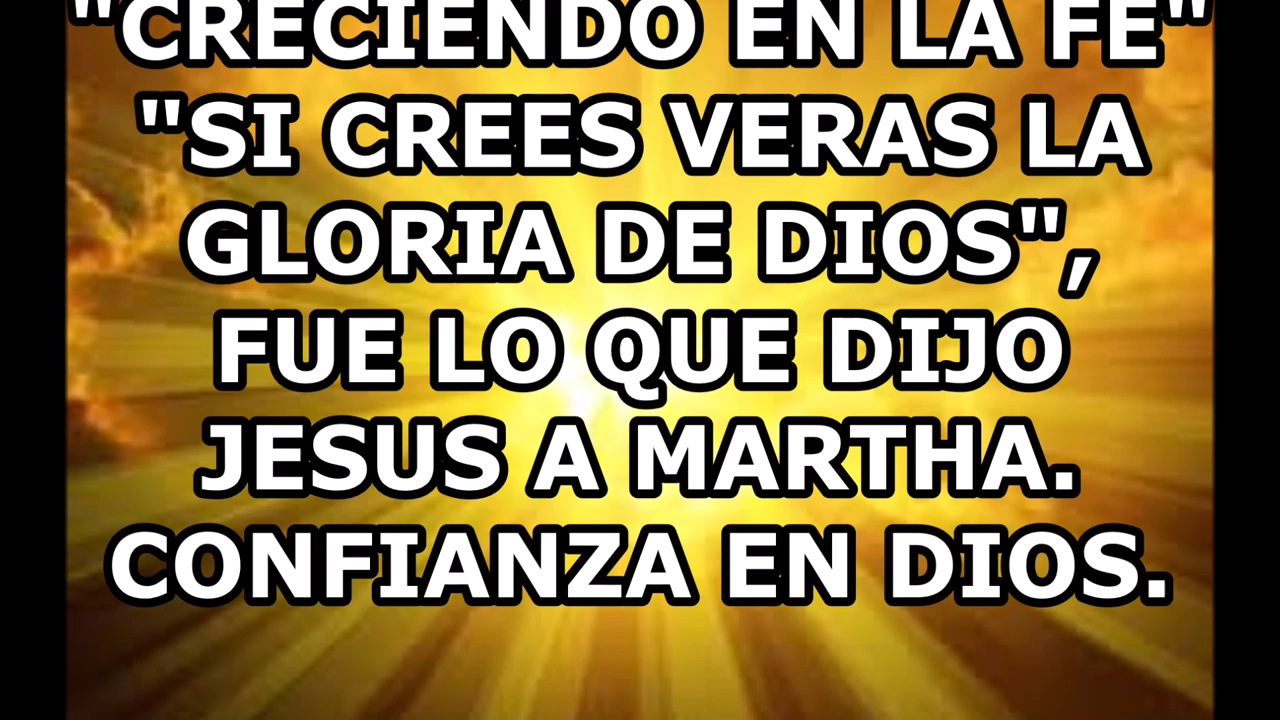 "CRECIENDO EN LA FE"
"SI CREES VERAS LA
GLORIA DE DIOS",
FUE LO QUE DIJO
JESUS A MARTHA.
CONFIANZA EN DIOS.